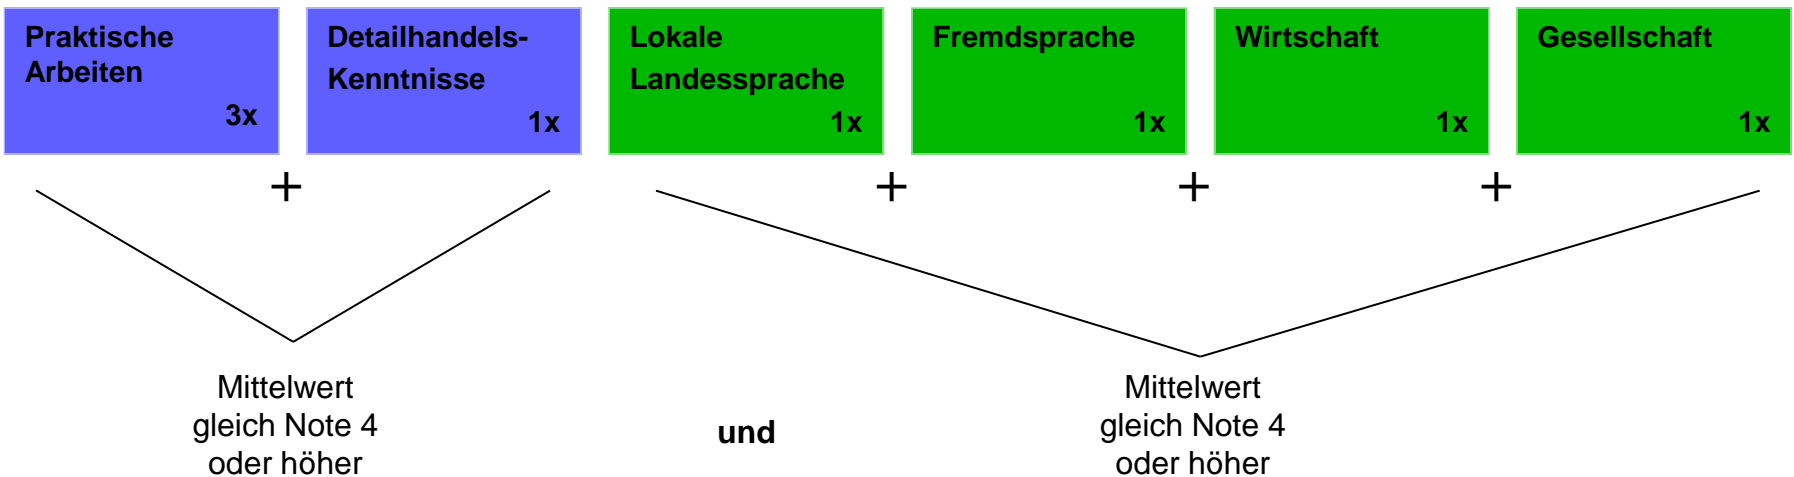 Praktische
Arbeiten
3x
Detailhandels-
Kenntnisse
1x
Lokale
Landessprache
1x
Fremdsprache
1x
Wirtschaft
1x
Gesellschaft
1x
+
+
+
+
Mittelwert
gleich Note 4
oder höher
und
Mittelwert
gleich Note 4
oder höher